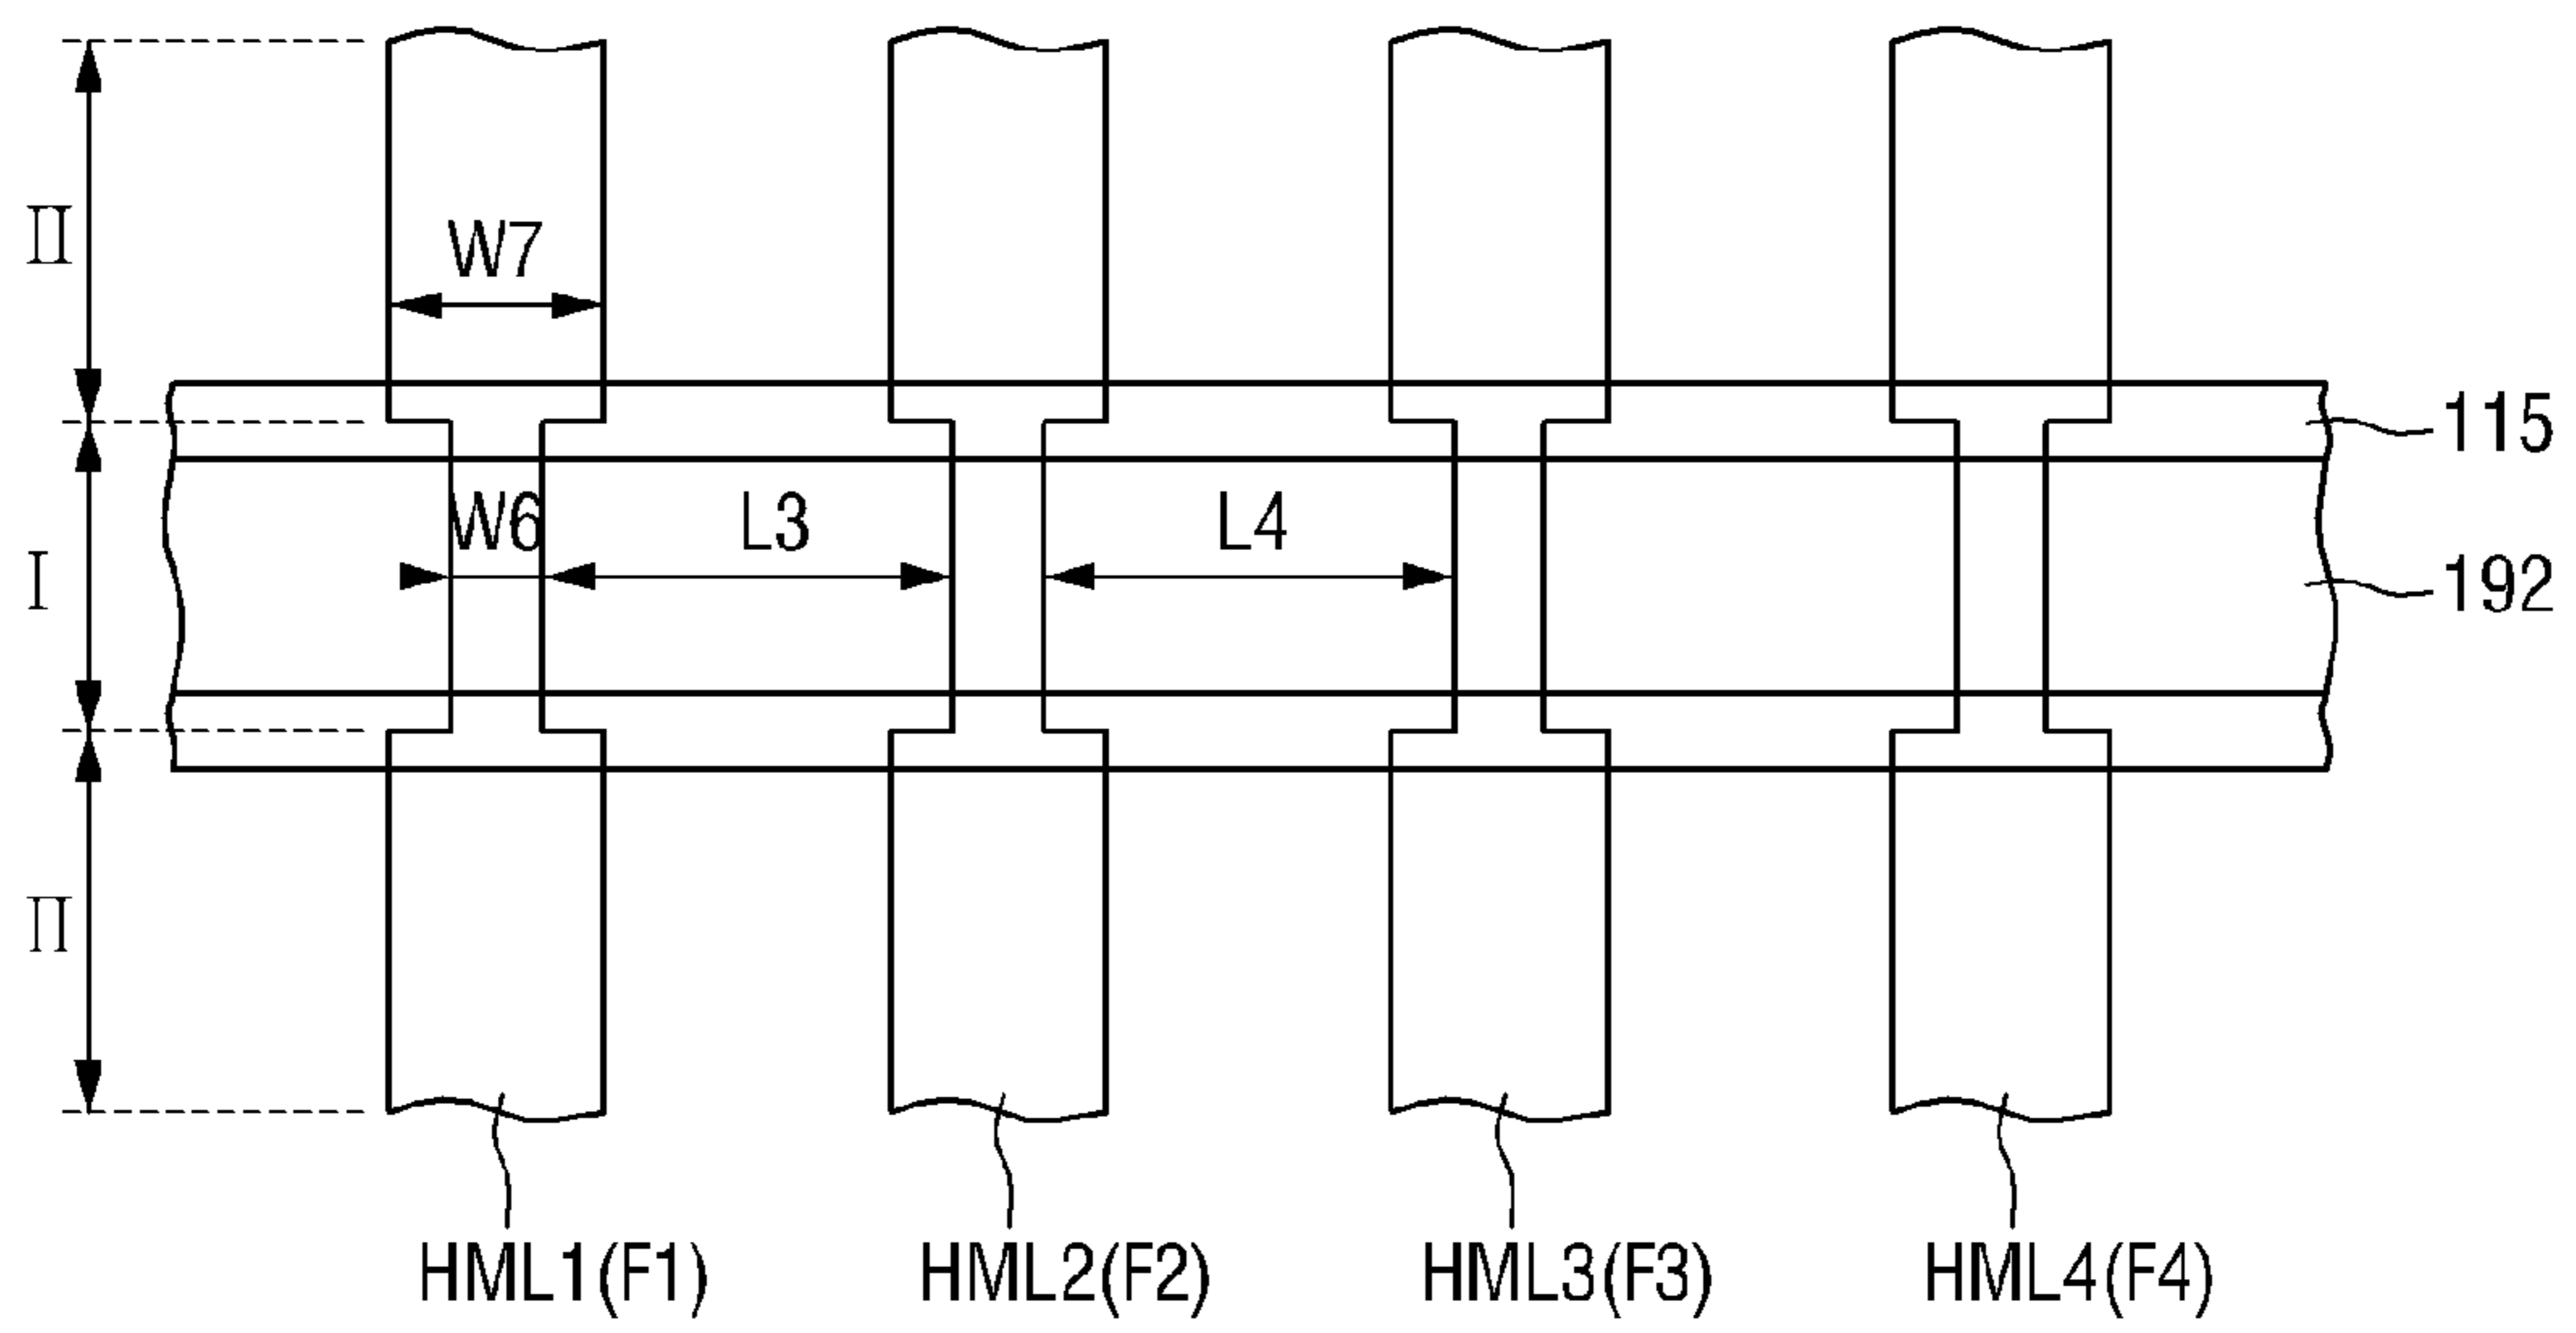 II
W7
115
W6 L3 L4
I
192
II
HML1(F1) HML2(F2) HML3(F3) HML4(F4)